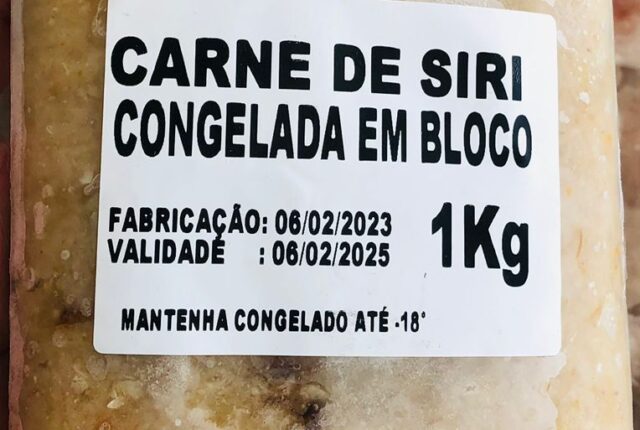 CARNE DE SIRI
CONGELADA EM BLOCO
FABRICAÇÃO: 06/02/2023
VALIDADE : 06/02/2025
1Kg
MANTENHA CONGELADO ATÉ -18°